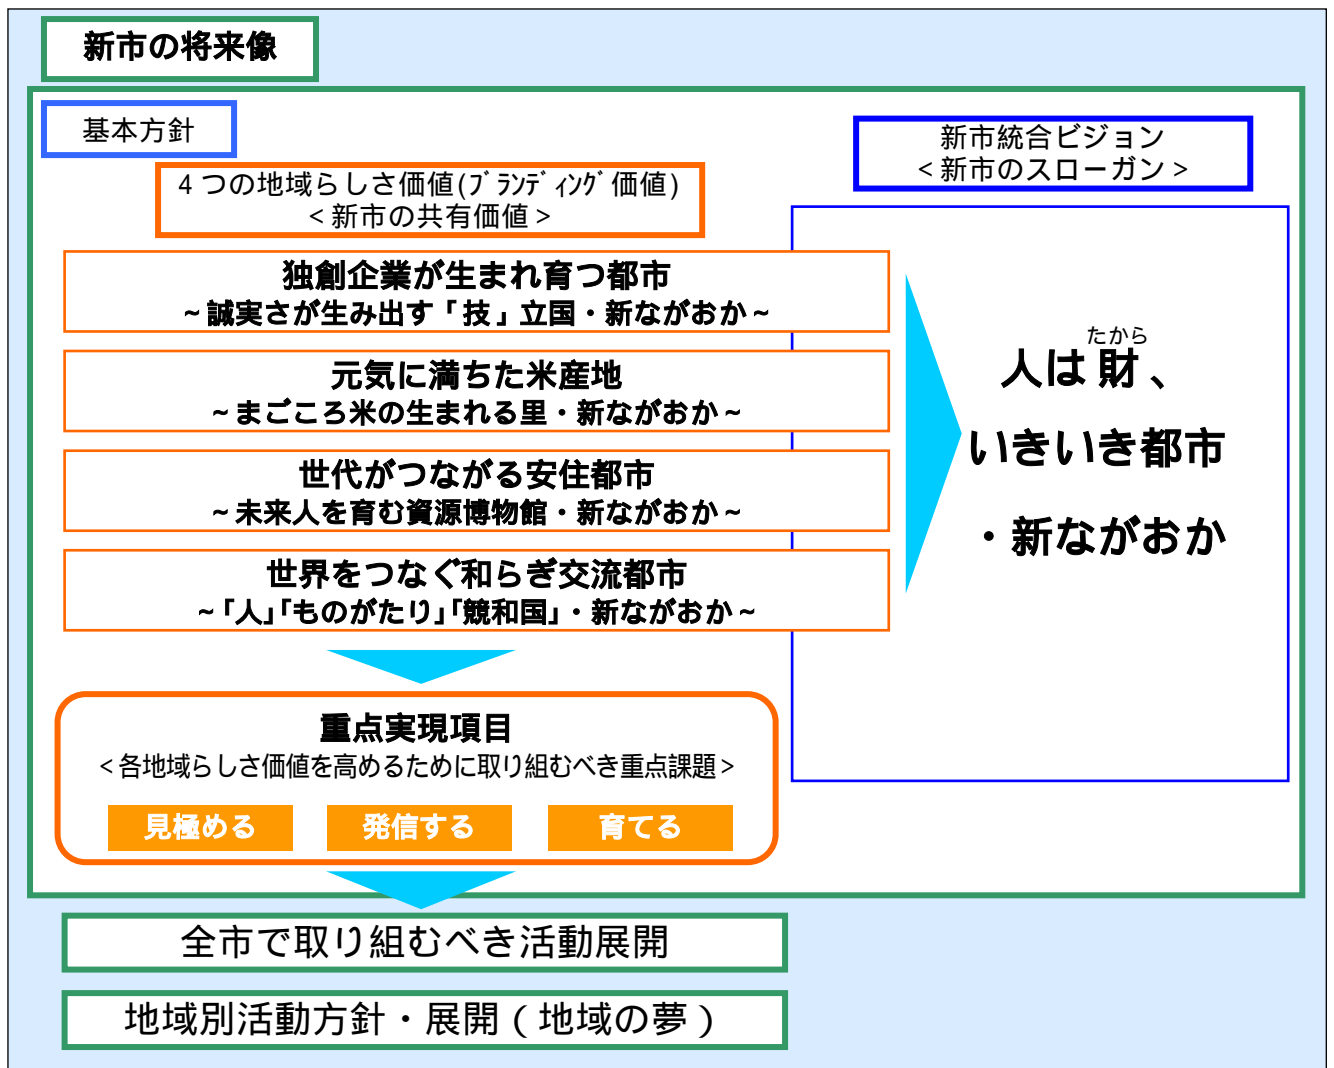 新市の将来像
基本方針
4つの地域らしさ価値(ﾌﾞﾗﾝﾃﾞｨﾝｸﾞ価値)
<新市の共有価値>
新市統合ビジョン
<新市のスローガン>
独創企業が生まれ育つ都市
~誠実さが生み出す「技」立国・新ながおか~
元気に満ちた米産地
~まごころ米の生まれる里・新ながおか~
世代がつながる安住都市
~未来人を育む資源博物館・新ながおか~
世界をつなぐ和らぎ交流都市
~「人」「ものがたり」「競和国」・新ながおか~
たから
人は財、
いきいき都市
・新ながおか
重点実現項目
<各地域らしさ価値を高めるために取り組むべき重点課題>
見極める
発信する
育てる
全市で取り組むべき活動展開
地域別活動方針・展開(地域の夢)